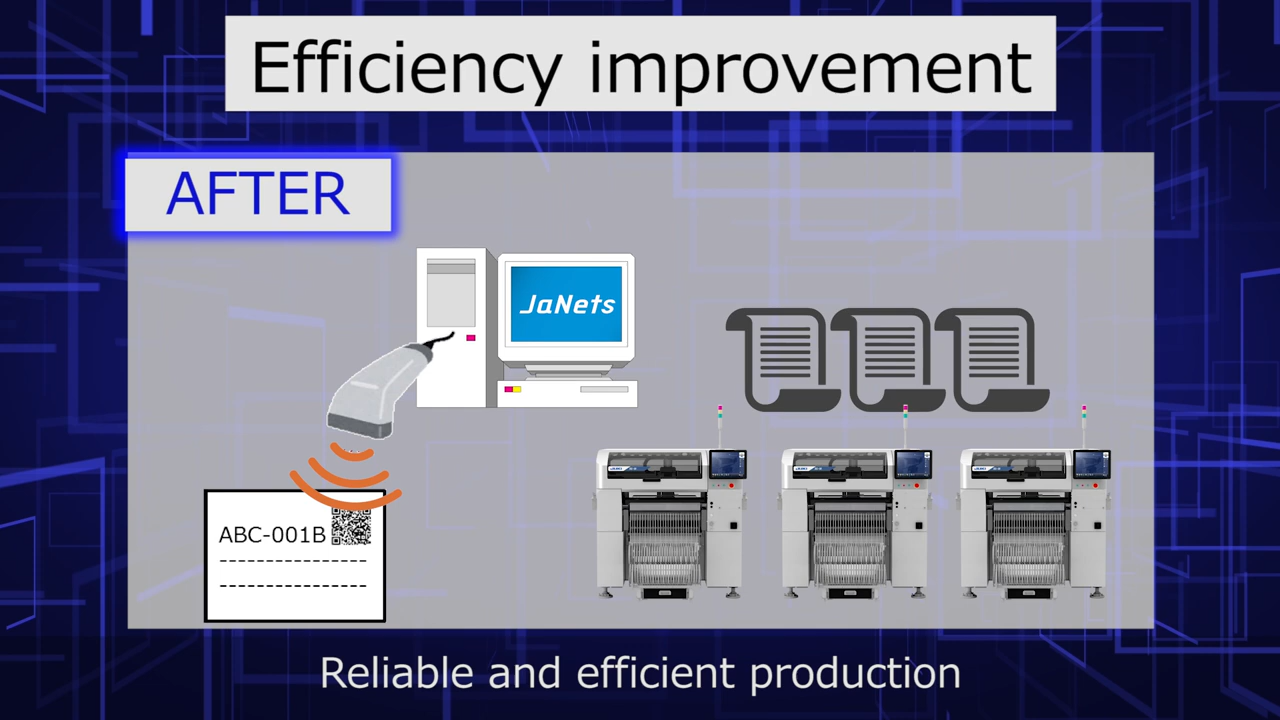 Efficiency improvement
AFTER
JaNets
ABC-001B
Reliable and efficient production